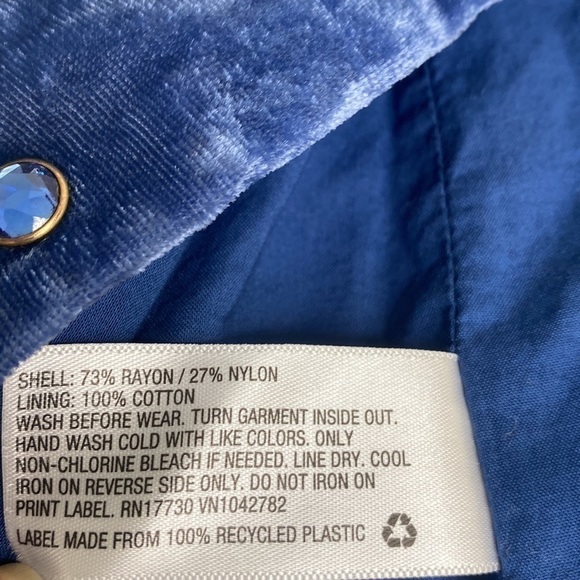 SHELL: 73% RAYON / 27% NYLON
LINING: 100% COTTON
WASH BEFORE WEAR. TURN GARMENT INSIDE OUT.
HAND WASH COLD WITH LIKE COLORS. ONLY
NON-CHLORINE BLEACH IF NEEDED. LINE DRY. COOL
IRON ON REVERSE SIDE ONLY. DO NOT IRON ON
PRINT LABEL. RN17730 VN1042782
LABEL MADE FROM 100% RECYCLED PLASTIC